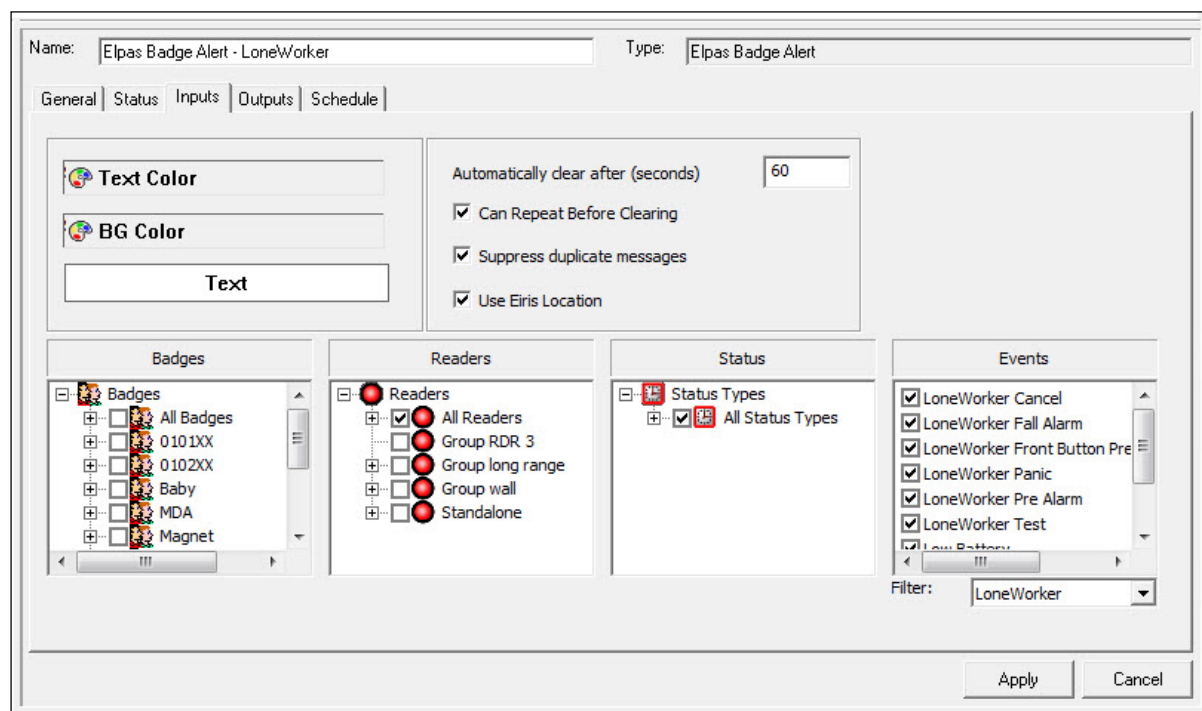 Name: Elpas Badge Alert - LoneWorker Type: Elpas Badge Alert
General Status Inputs Outputs Schedule
Text Color
BG Color
Text
Automatically clear after (seconds) 60
Can Repeat Before Clearing
Suppress duplicate messages
Use Eiris Location
Badges
Badges
All Badges
0101XX
0102XX
Baby
MDA
Magnet
Readers
Readers
All Readers
Group RDR 3
Group long range
Group wall
Standalone
Status
Status Types
All Status Types
Events
LoneWorker Cancel
LoneWorker Fall Alarm
LoneWorker Front Button Pre
LoneWorker Panic
LoneWorker Pre Alarm
LoneWorker Test
Low Battery
Filter: LoneWorker
Apply Cancel